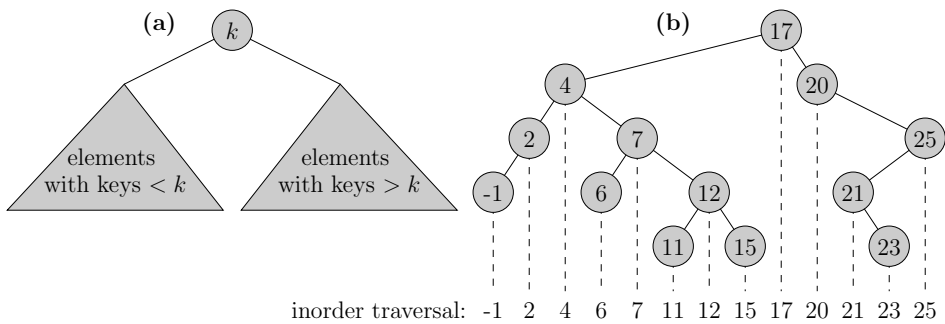 (a)
k
elements
with keys < k
elements
with keys > k
(b)
17
4
20
2
7
25
-1
6
12
21
11
15
23
inorder traversal: -1 2 4 6 7 11 12 15 17 20 21 23 25